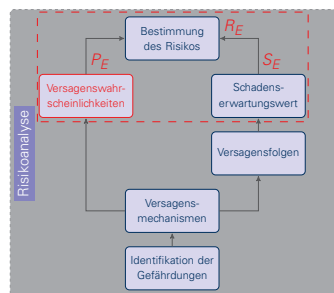 Bestimmung
des Risikos
R_E
P_E
S_E
Versagenswahr-
scheinlichkeiten
Schadens-
erwartungswert
Versagensfolgen
Risikoanalyse
Versagens-
mechanismen
Identifikation der
Gefährdungen